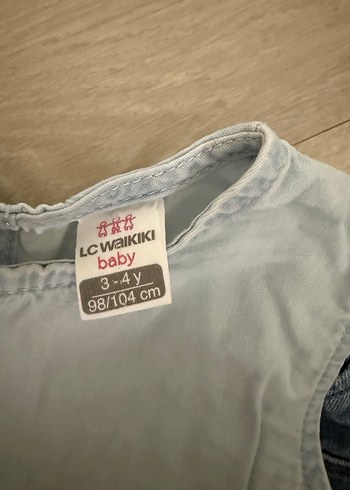 LC WAIKIKI
baby
3 - 4 y
98/104 cm